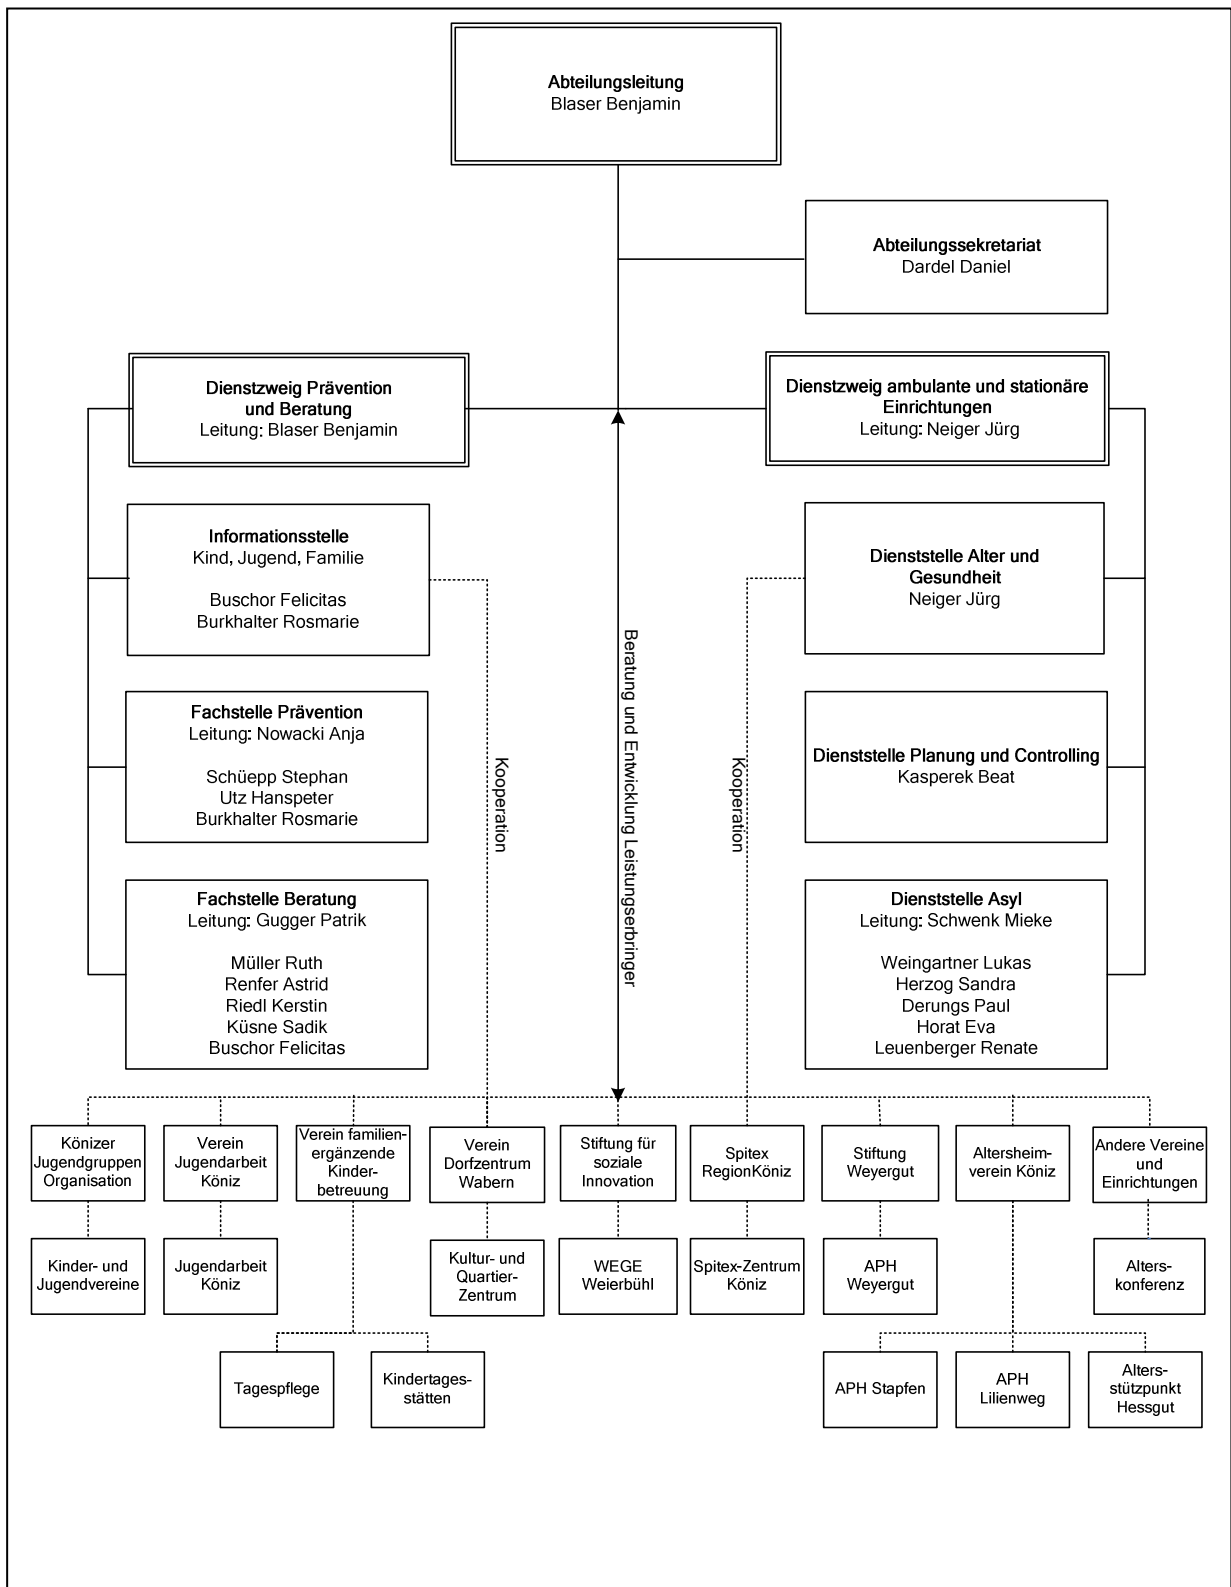 Abteilungsleitung
Blaser Benjamin
Abteilungssekretariat
Dardel Daniel
Dienstzweig Prävention
und Beratung
Leitung: Blaser Benjamin
Dienstzweig ambulante und stationäre
Einrichtungen
Leitung: Neiger Jürg
Informationsstelle
Kind, Jugend, Familie
Buschor Felicitas
Burkhalter Rosmarie
Dienststelle Alter und
Gesundheit
Neiger Jürg
Fachstelle Prävention
Leitung: Nowacki Anja
Schüepp Stephan
Utz Hanspeter
Burkhalter Rosmarie
Dienststelle Planung und Controlling
Kasperek Beat
Fachstelle Beratung
Leitung: Gugger Patrik
Müller Ruth
Renfer Astrid
Riedl Kerstin
Küsne Sadik
Buschor Felicitas
Dienststelle Asyl
Leitung: Schwenk Mieke
Weingartner Lukas
Herzog Sandra
Derungs Paul
Horat Eva
Leuenberger Renate
Kooperation
Beratung und Entwicklung Leistungserbringer
Kooperation
Könizer
Jugendgruppen
Organisation
Verein
Jugendarbeit
Köniz
Verein familien-
ergänzende
Kinder-
betreuung
Verein
Dorfzentrum
Wabern
Stiftung für
soziale
Innovation
Spitex
RegionKöniz
Stiftung
Weyergut
Altersheim-
verein Köniz
Andere Vereine
und
Einrichtungen
Kinder- und
Jugendvereine
Jugendarbeit
Köniz
Kultur- und
Quartier-
Zentrum
WEGE
Weierbühl
Spitex-Zentrum
Köniz
APH
Weyergut
Alters-
konferenz
Tagespflege
Kindertages-
stätten
APH Stapfen
APH
Lilienweg
Alters-
stützpunkt
Hessgut